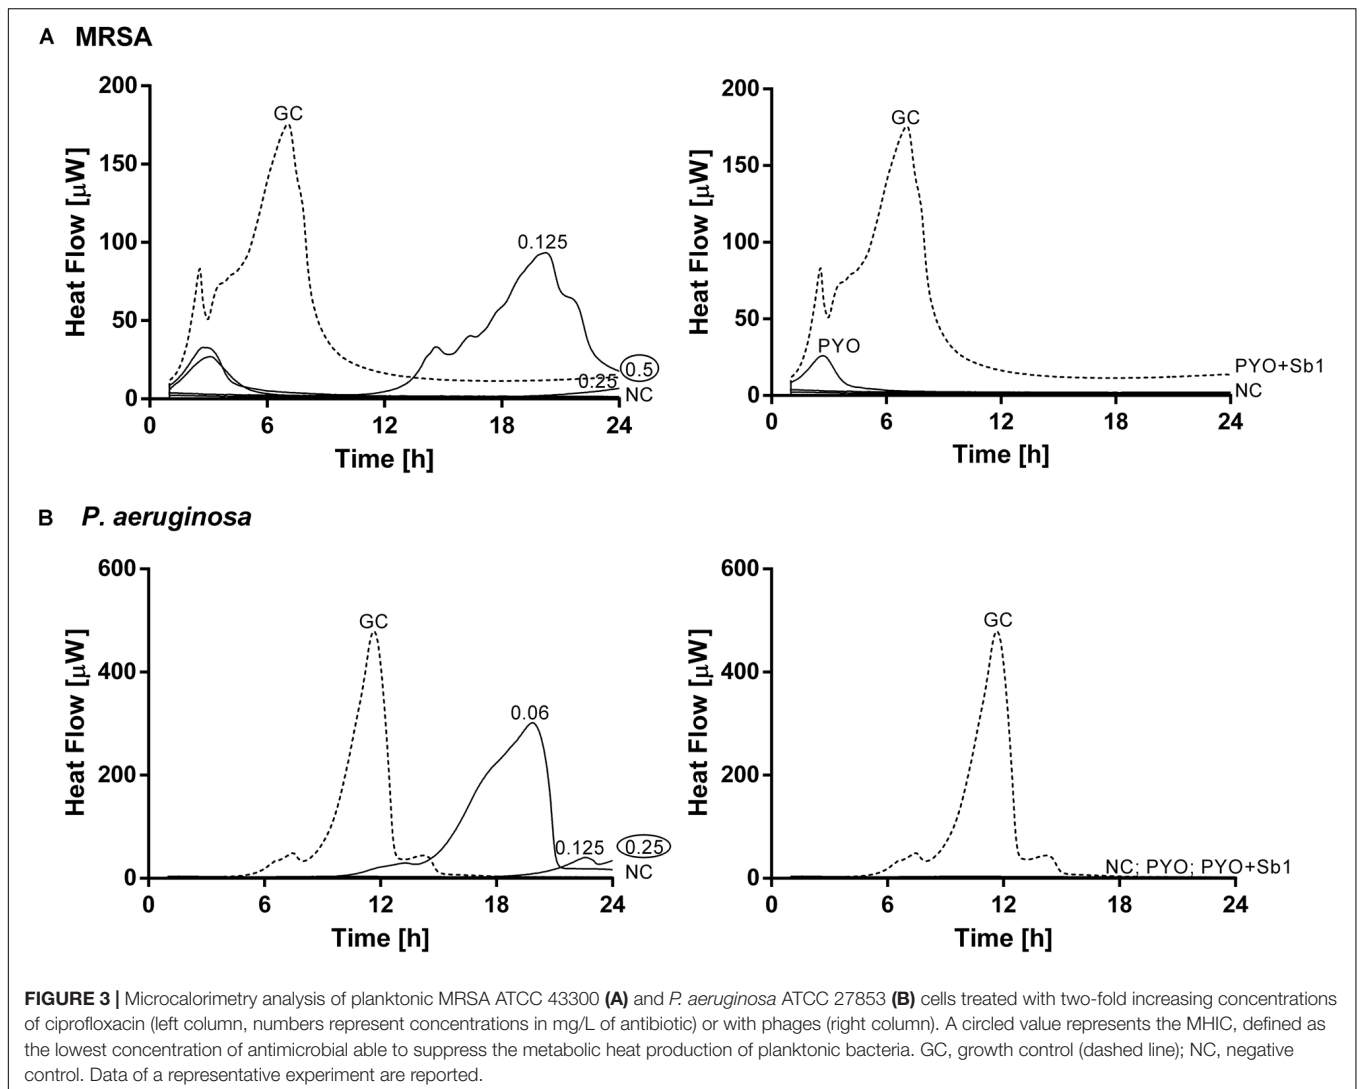 A MRSA
200
150
100
50
0
Heat Flow [µW]
GC
0.125
0.5
0.25
NC
0 6 12 18 24
Time [h]
200
150
100
50
0
Heat Flow [µW]
GC
PYO
PYO+Sb1
NC
0 6 12 18 24
Time [h]
B P. aeruginosa
600
400
200
0
Heat Flow [µW]
GC
0.06
0.125
0.25
NC
0 6 12 18 24
Time [h]
600
400
200
0
Heat Flow [µW]
GC
NC; PYO; PYO+Sb1
0 6 12 18 24
Time [h]
FIGURE 3 | Microcalorimetry analysis of planktonic MRSA ATCC 43300 (A) and P. aeruginosa ATCC 27853 (B) cells treated with two-fold increasing concentrations
of ciprofloxacin (left column, numbers represent concentrations in mg/L of antibiotic) or with phages (right column). A circled value represents the MHIC, defined as
the lowest concentration of antimicrobial able to suppress the metabolic heat production of planktonic bacteria. GC, growth control (dashed line); NC, negative
control. Data of a representative experiment are reported.